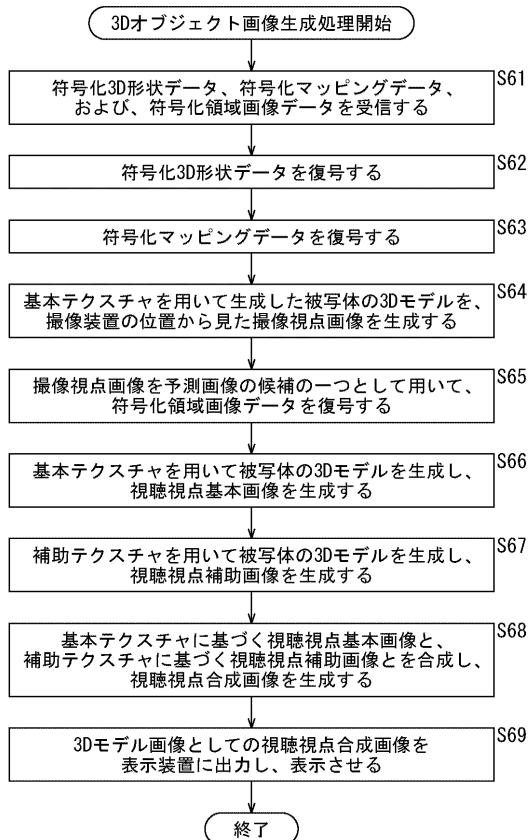 3Dオブジェクト画像生成処理開始
S61
符号化3D形状データ、符号化マッピングデータ、
および、符号化領域画像データを受信する
S62
符号化3D形状データを復号する
S63
符号化マッピングデータを復号する
S64
基本テクスチャを用いて生成した被写体の3Dモデルを、
撮像装置の位置から見た撮像視点画像を生成する
S65
撮像視点画像を予測画像の候補の一つとして用いて、
符号化領域画像データを復号する
S66
基本テクスチャを用いて被写体の3Dモデルを生成し、
視聴視点基本画像を生成する
S67
補助テクスチャを用いて被写体の3Dモデルを生成し、
視聴視点補助画像を生成する
S68
基本テクスチャに基づく視聴視点基本画像と、
補助テクスチャに基づく視聴視点補助画像とを合成し、
視聴視点合成画像を生成する
S69
3Dモデル画像としての視聴視点合成画像を
表示装置に出力し、表示させる
終了